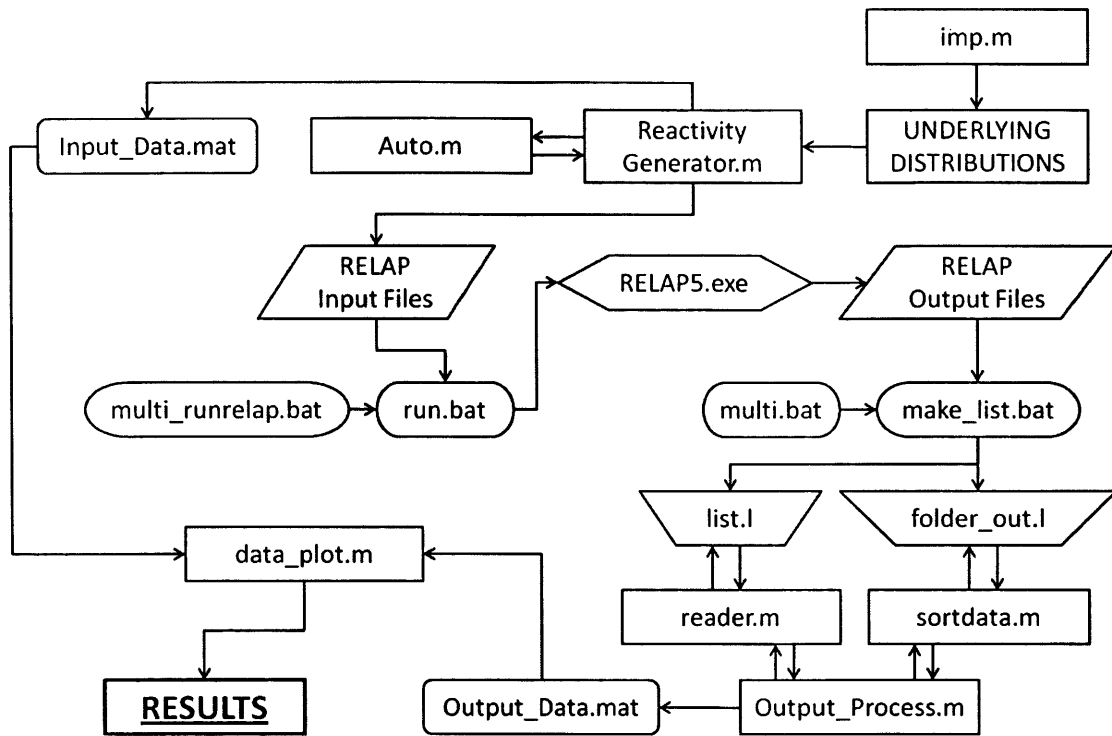 imp.m
Input_Data.mat
Auto.m
Reactivity
Generator.m
UNDERLYING
DISTRIBUTIONS
RELAP
Input Files
RELAP5.exe
RELAP
Output Files
multi_runrelap.bat
run.bat
multi.bat
make_list.bat
list.l
folder_out.l
data_plot.m
reader.m
sortdata.m
RESULTS
Output_Data.mat
Output_Process.m